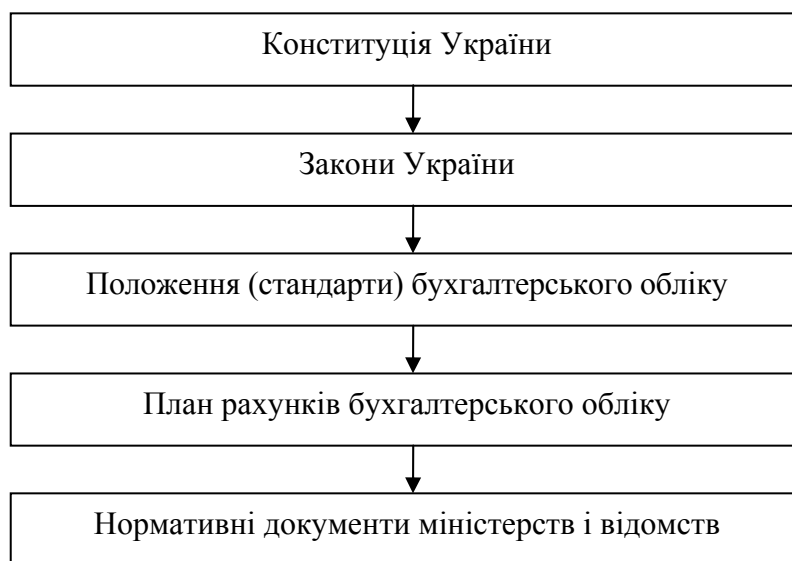 Конституція України
Закони України
Положення (стандарти) бухгалтерського обліку
План рахунків бухгалтерського обліку
Нормативні документи міністерств і відомств